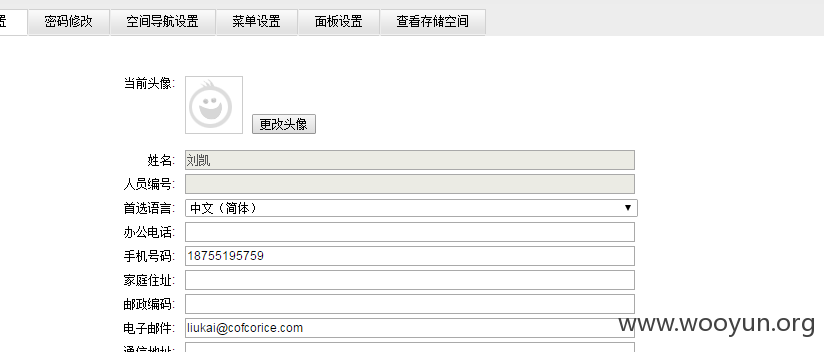 置 密码修改 空间导航设置 菜单设置 面板设置 查看存储空间
当前头像:
更改头像
姓名: 刘凯
人员编号:
首选语言: 中文（简体）
办公电话:
手机号码: 18755195759
家庭住址:
邮政编码:
电子邮件: liukai@cofcorice.com
www.wooyun.org
通信地址: